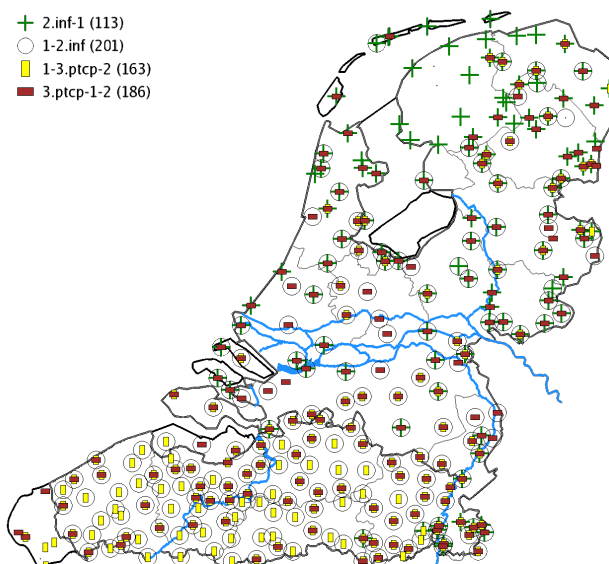 2.inf-1 (113)
1-2.inf (201)
1-3.ptcp-2 (163)
3.ptcp-1-2 (186)